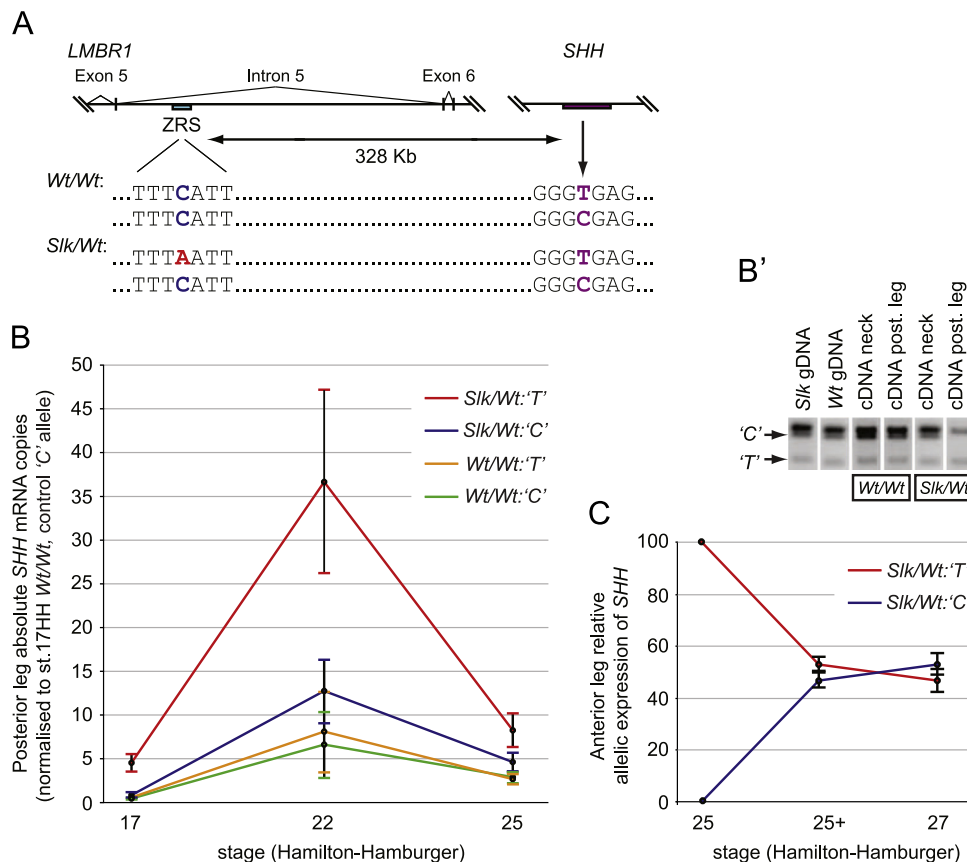 A
LMBR1
SHH
Exon 5
Intron 5
Exon 6
ZRS
328 Kb
Wt/Wt:
...TTTCATT..............................GGGTGAG...
...TTTCATT..............................GGGCGAG...
Slk/Wt:
...TTTAATT..............................GGGTGAG...
...TTTCATT..............................GGGCGAG...
B
Posterior leg absolute SHH mRNA copies
(normalised to st.17HH Wt/Wt, control 'C' allele)
50
45
40
35
30
25
20
15
10
5
0
17
22
25
stage (Hamilton-Hamburger)
Slk/Wt:'T'
Slk/Wt:'C'
Wt/Wt:'T'
Wt/Wt:'C'
B'
Slk gDNA
Wt gDNA
cDNA neck
cDNA post. leg
cDNA neck
cDNA post. leg
'C'
'T'
Wt/Wt
Slk/Wt
C
Anterior leg relative
allelic expression of SHH
100
80
60
40
20
0
25
25+
27
stage (Hamilton-Hamburger)
Slk/Wt:'T
Slk/Wt:'C